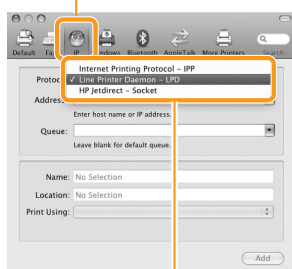 Default Fax IP Windows Bluetooth AppleTalk More Printers Search
Internet Printing Protocol - IPP
Protocol ✓ Line Printer Daemon - LPD
HP Jetdirect - Socket
Address:
Enter host name or IP address.
Queue:
Leave blank for default queue.
Name: No Selection
Location: No Selection
Print Using:
Add